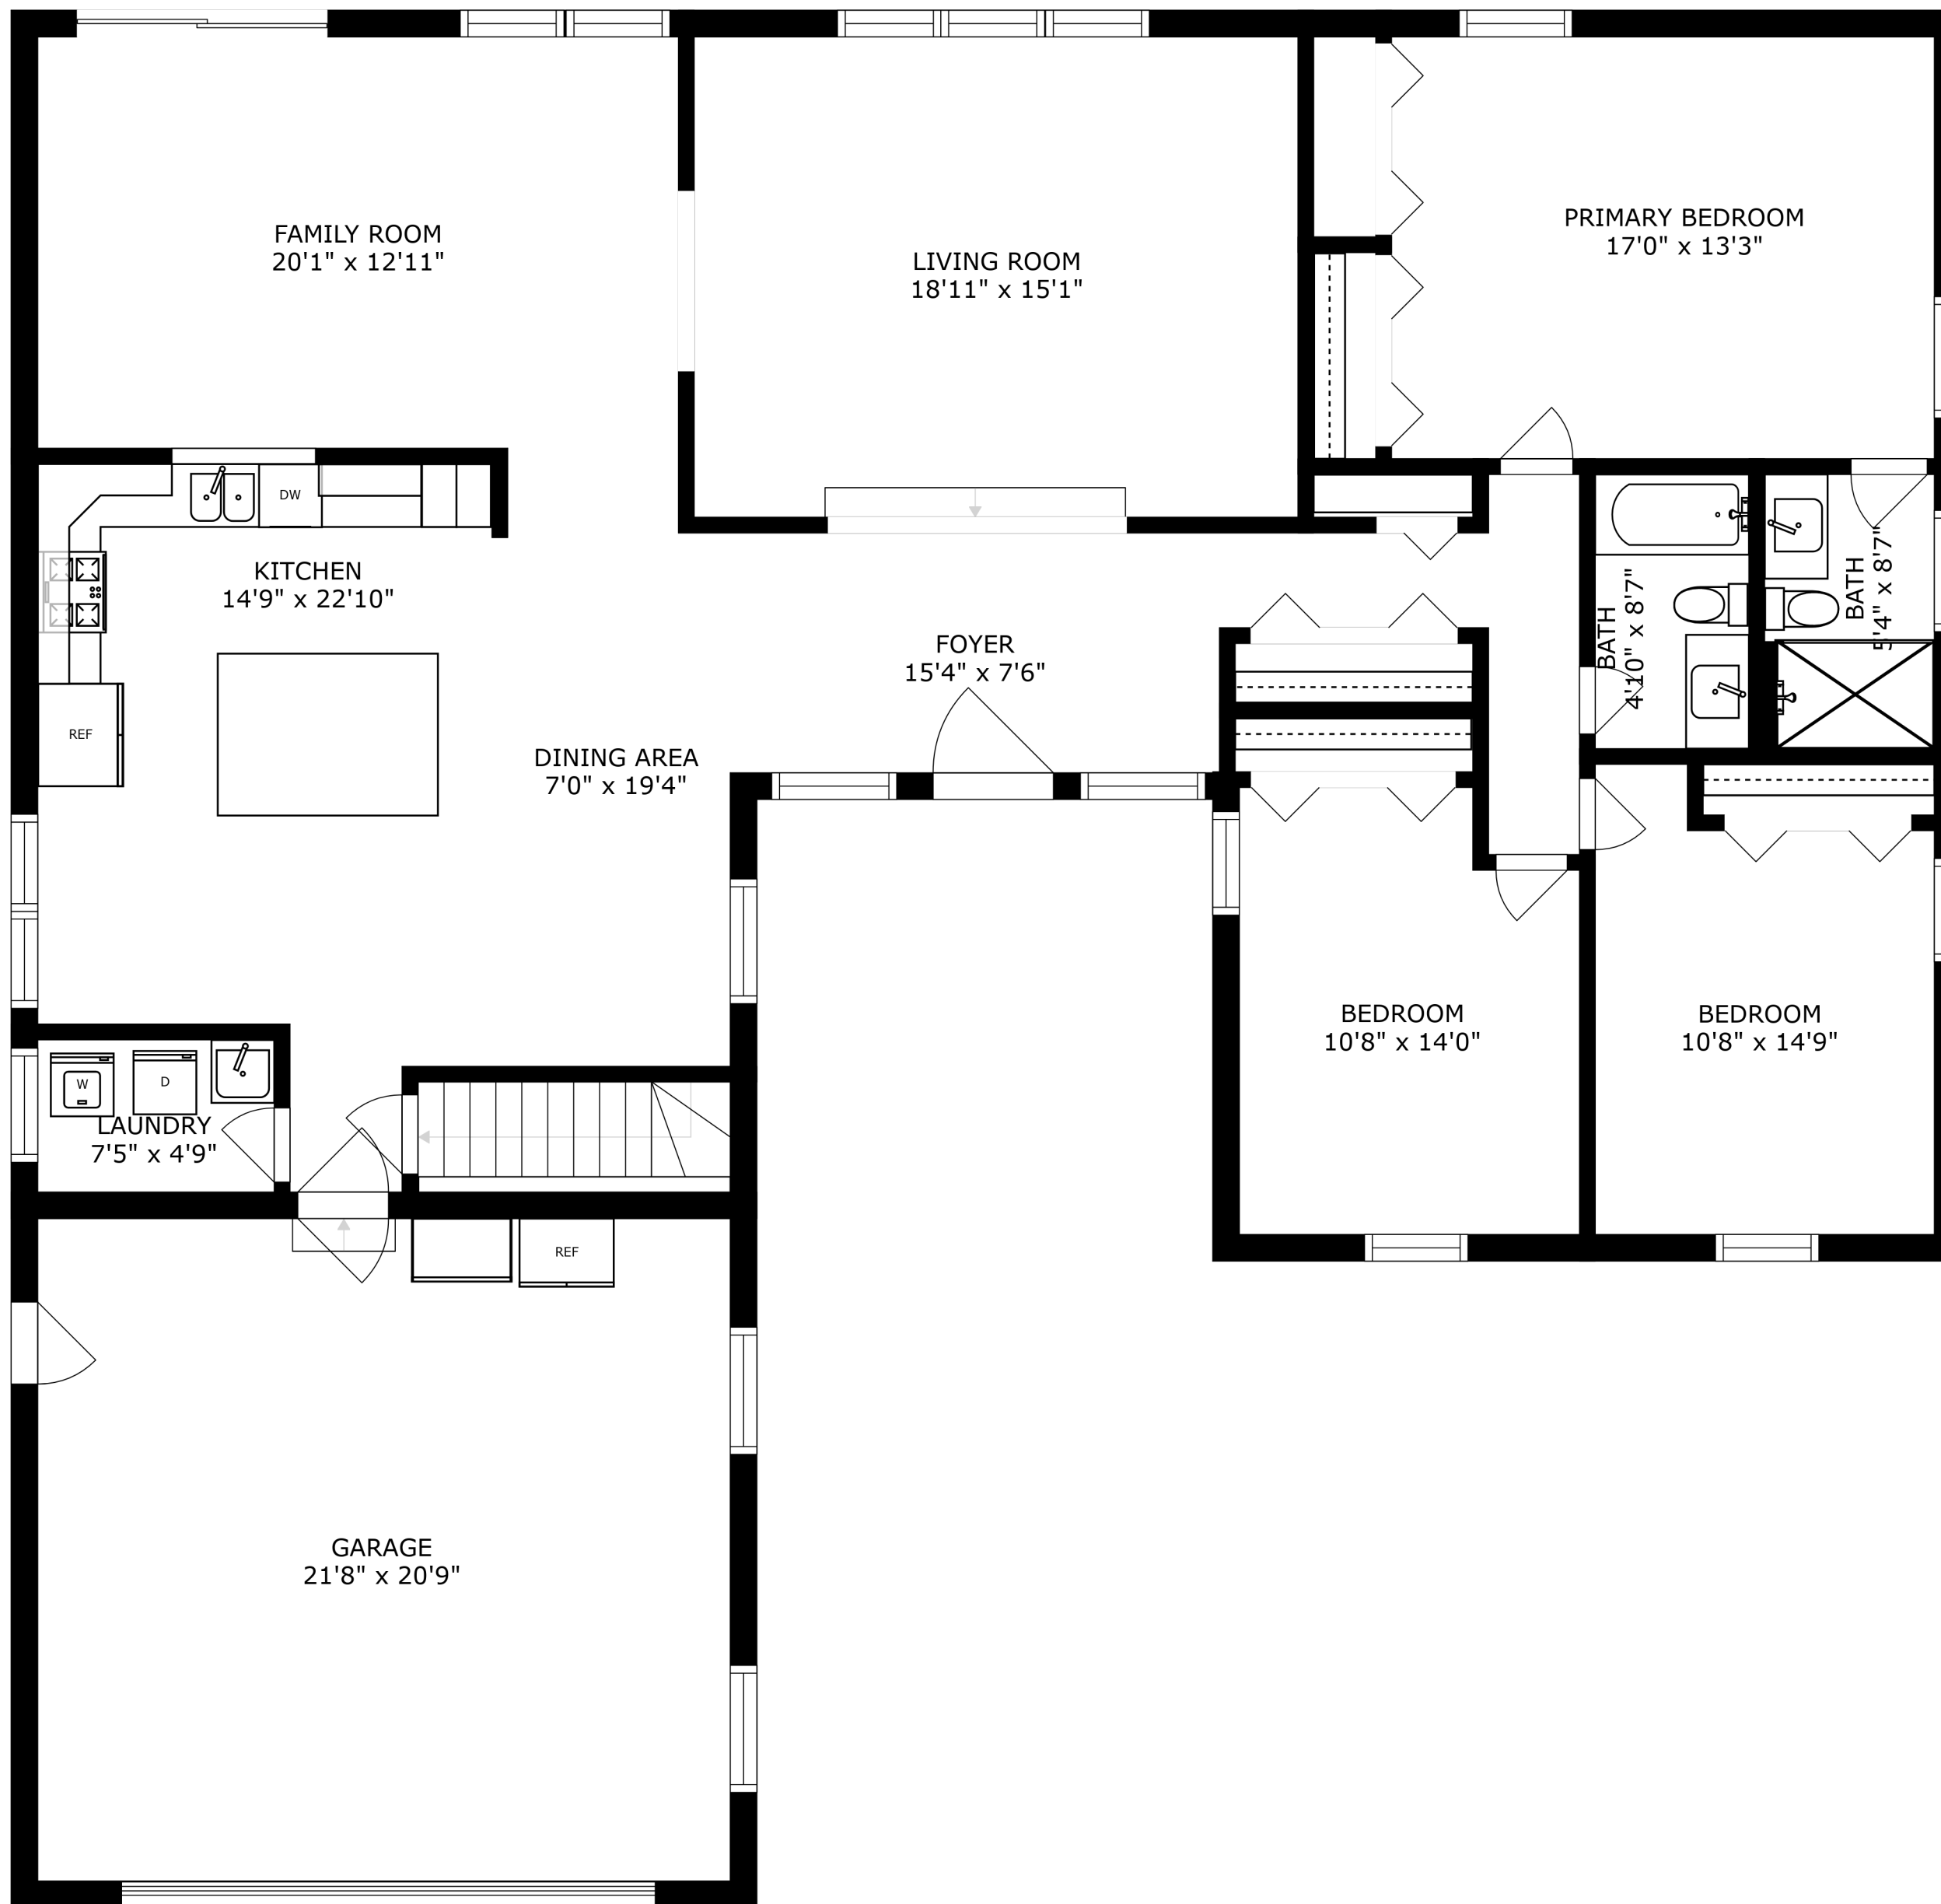 FAMILY ROOM
20'1" x 12'11"
LIVING ROOM
18'11" x 15'1"
PRIMARY BEDROOM
17'0" x 13'3"
DW
KITCHEN
14'9" x 22'10"
REF
DINING AREA
7'0" x 19'4"
FOYER
15'4" x 7'6"
BATH
4'10" x 8'7"
BATH
5'4" x 8'7"
BEDROOM
10'8" x 14'0"
BEDROOM
10'8" x 14'9"
W
D
LAUNDRY
7'5" x 4'9"
REF
GARAGE
21'8" x 20'9"